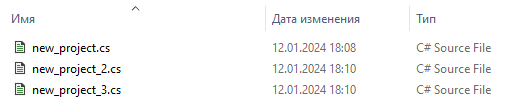 Имя Дата изменения Тип
new_project.cs 12.01.2024 18:08 C# Source File
new_project_2.cs 12.01.2024 18:10 C# Source File
new_project_3.cs 12.01.2024 18:10 C# Source File